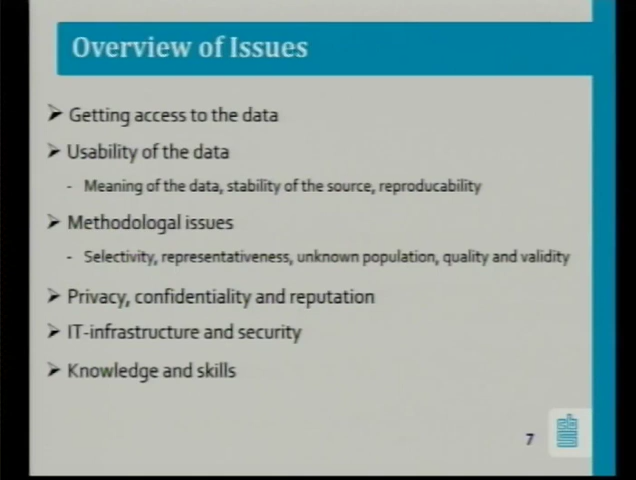 Overview of Issues
Getting access to the data
Usability of the data
- Meaning of the data, stability of the source, reproducability
Methodologal issues
- Selectivity, representativeness, unknown population, quality and validity
Privacy, confidentiality and reputation
IT-infrastructure and security
Knowledge and skills
7